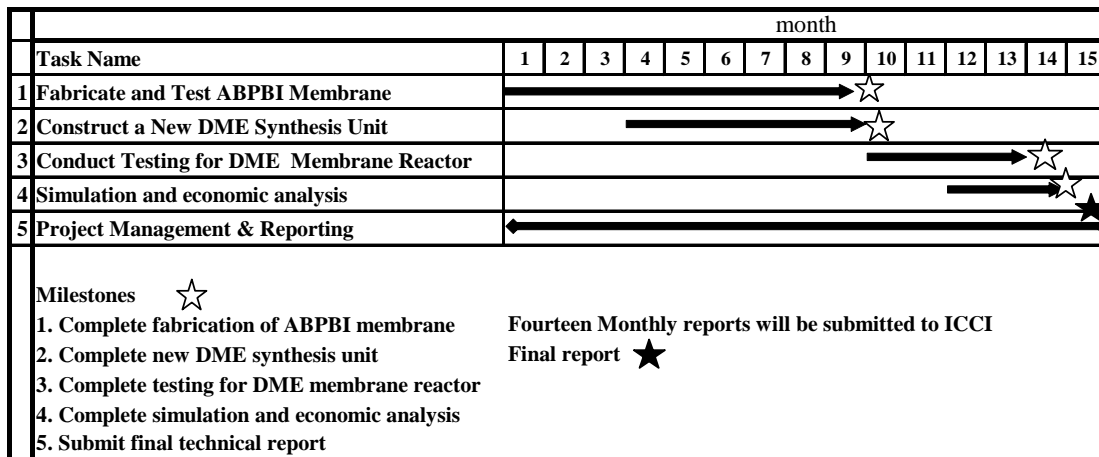 month
Task Name 1 2 3 4 5 6 7 8 9 10 11 12 13 14 15
1 Fabricate and Test ABPBI Membrane
2 Construct a New DME Synthesis Unit
3 Conduct Testing for DME Membrane Reactor
4 Simulation and economic analysis
5 Project Management & Reporting
Milestones
1. Complete fabrication of ABPBI membrane Fourteen Monthly reports will be submitted to ICCI
2. Complete new DME synthesis unit Final report
3. Complete testing for DME membrane reactor
4. Complete simulation and economic analysis
5. Submit final technical report